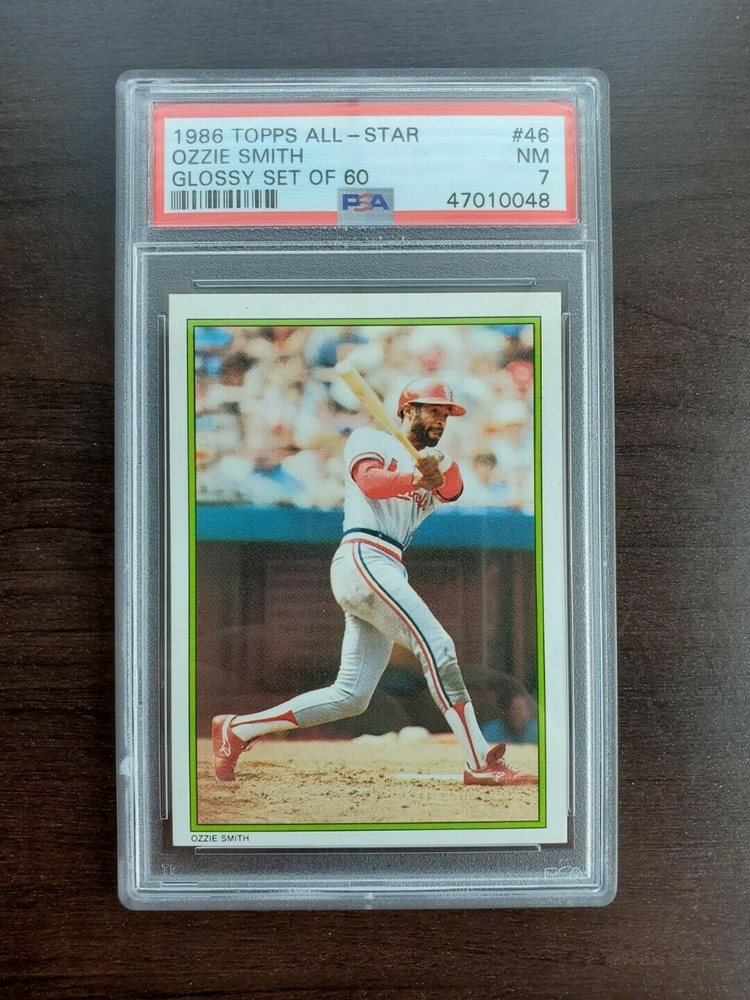 1986 TOPPS ALL-STAR #46
OZZIE SMITH NM
GLOSSY SET OF 60 7
PSA 47010048
OZZIE SMITH